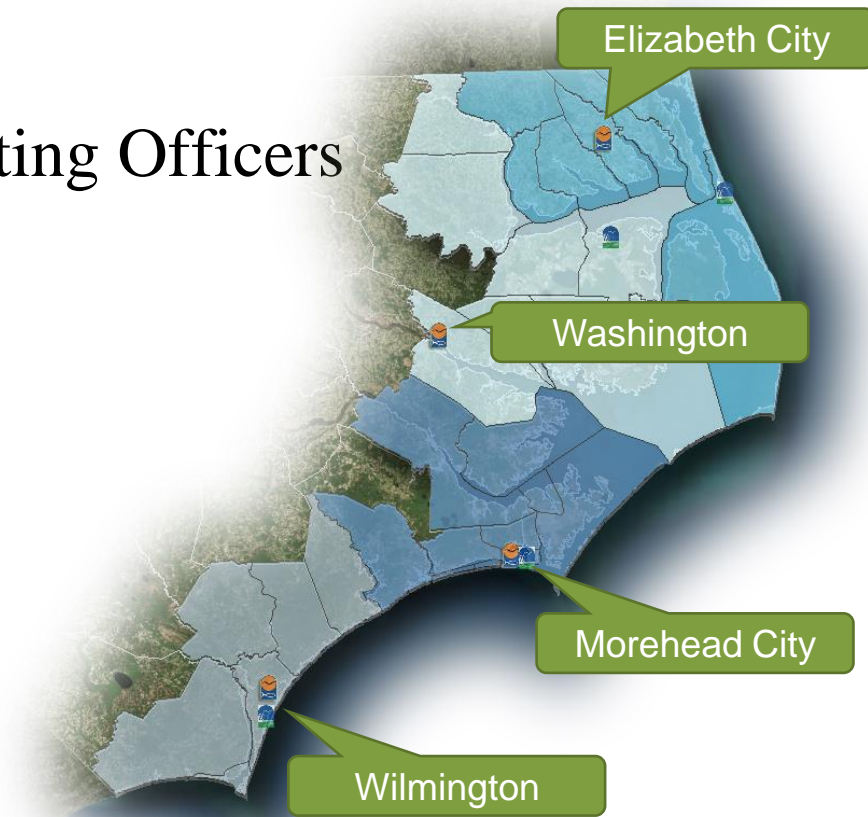 Elizabeth City
ting Officers
Washington
Morehead City
Wilmington